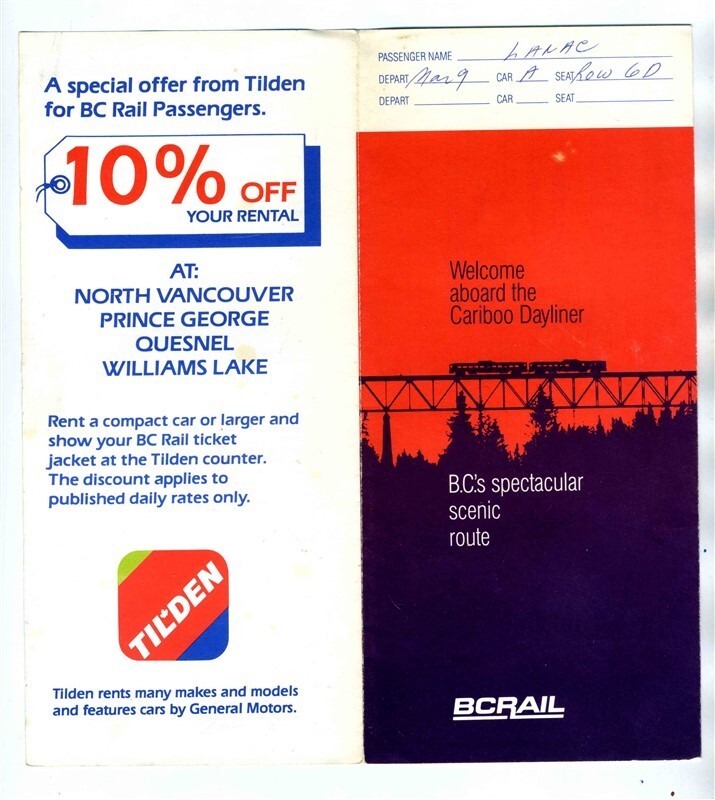 A special offer from Tilden
for BC Rail Passengers.
10% OFF
YOUR RENTAL
AT:
NORTH VANCOUVER
PRINCE GEORGE
QUESNEL
WILLIAMS LAKE
Rent a compact car or larger and
show your BC Rail ticket
jacket at the Tilden counter.
The discount applies to
published daily rates only.
TILDEN
Tilden rents many makes and models
and features cars by General Motors.
PASSENGER NAME LANAC
DEPART Mar 9 CAR A SEAT Row 6D
DEPART CAR SEAT
Welcome
aboard the
Cariboo Dayliner
B.C.'s spectacular
scenic
route
BCRAIL